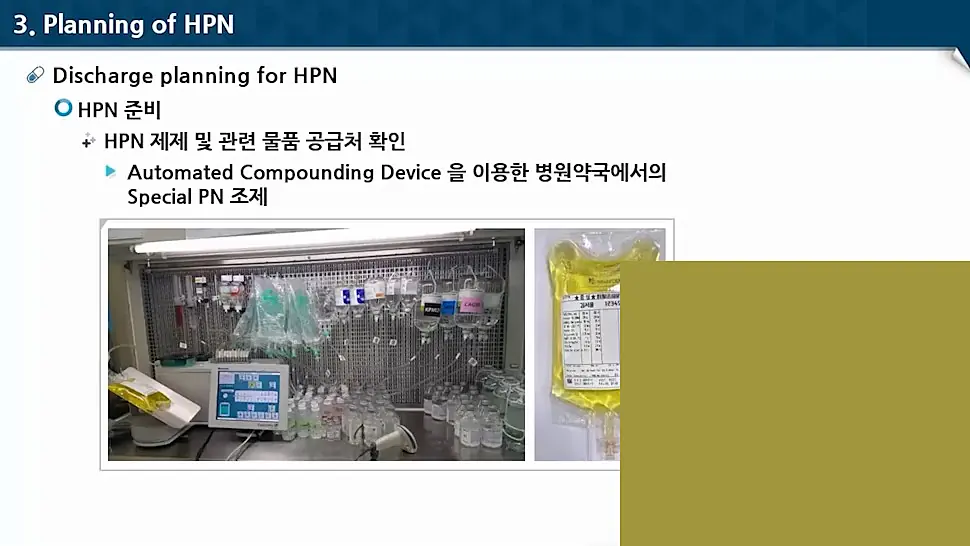 3. Planning of HPN
Discharge planning for HPN
HPN 준비
HPN 제제 및 관련 물품 공급처 확인
Automated Compounding Device 을 이용한 병원약국에서의
Special PN 조제